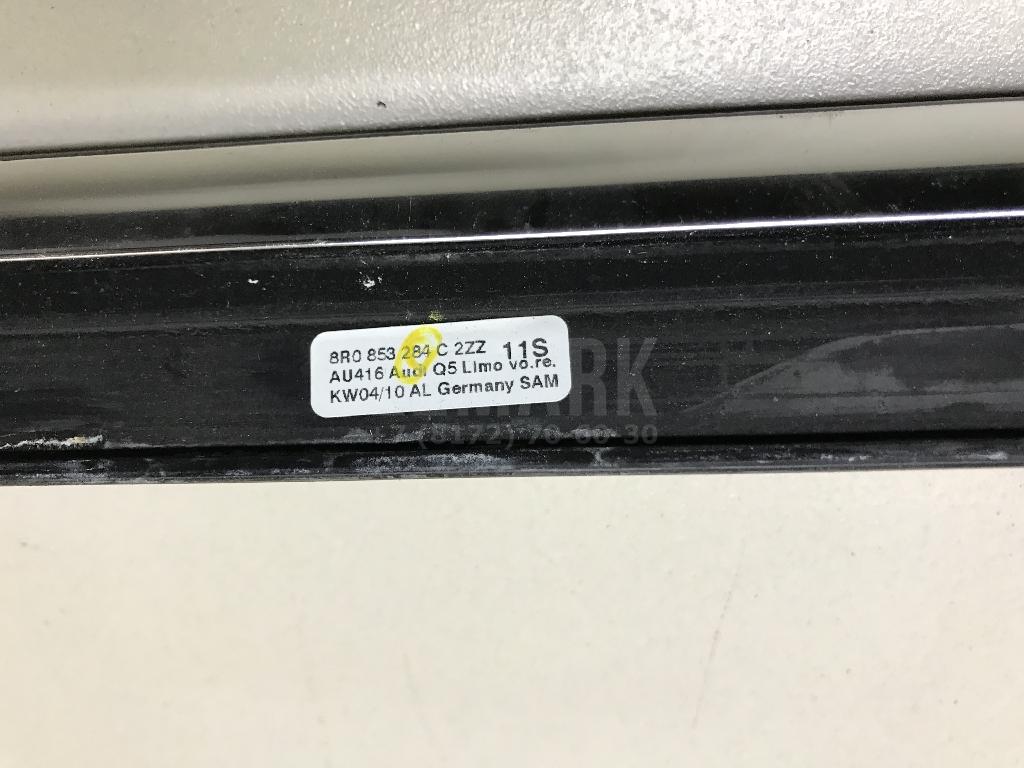 8R0 853 284 C 2ZZ 11S
AU416 Audi Q5 Limo vo.re.
KW04/10 AL Germany SAM